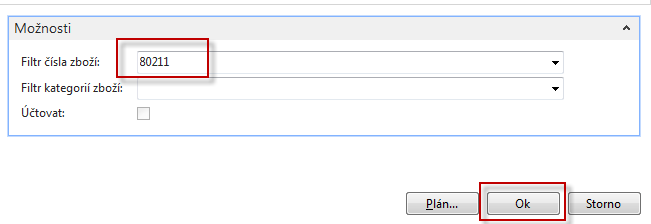 Možnosti
Filtr čísla zboží: 80211
Filtr kategorií zboží:
Účtovat:
Plán... Ok Storno